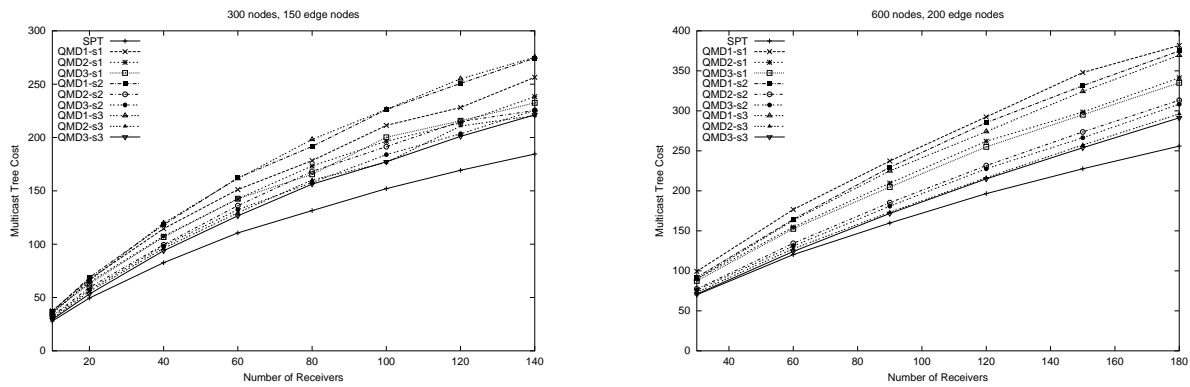 300 nodes, 150 edge nodes
300
250
200
150
100
50
0
Multicast Tree Cost
SPT
QMD1-s1
QMD2-s1
QMD3-s1
QMD1-s2
QMD2-s2
QMD3-s2
QMD1-s3
QMD2-s3
QMD3-s3
20 40 60 80 100 120 140
Number of Receivers
600 nodes, 200 edge nodes
400
350
300
250
200
150
100
50
0
Multicast Tree Cost
SPT
QMD1-s1
QMD2-s1
QMD3-s1
QMD1-s2
QMD2-s2
QMD3-s2
QMD1-s3
QMD2-s3
QMD3-s3
40 60 80 100 120 140 160 180
Number of Receivers